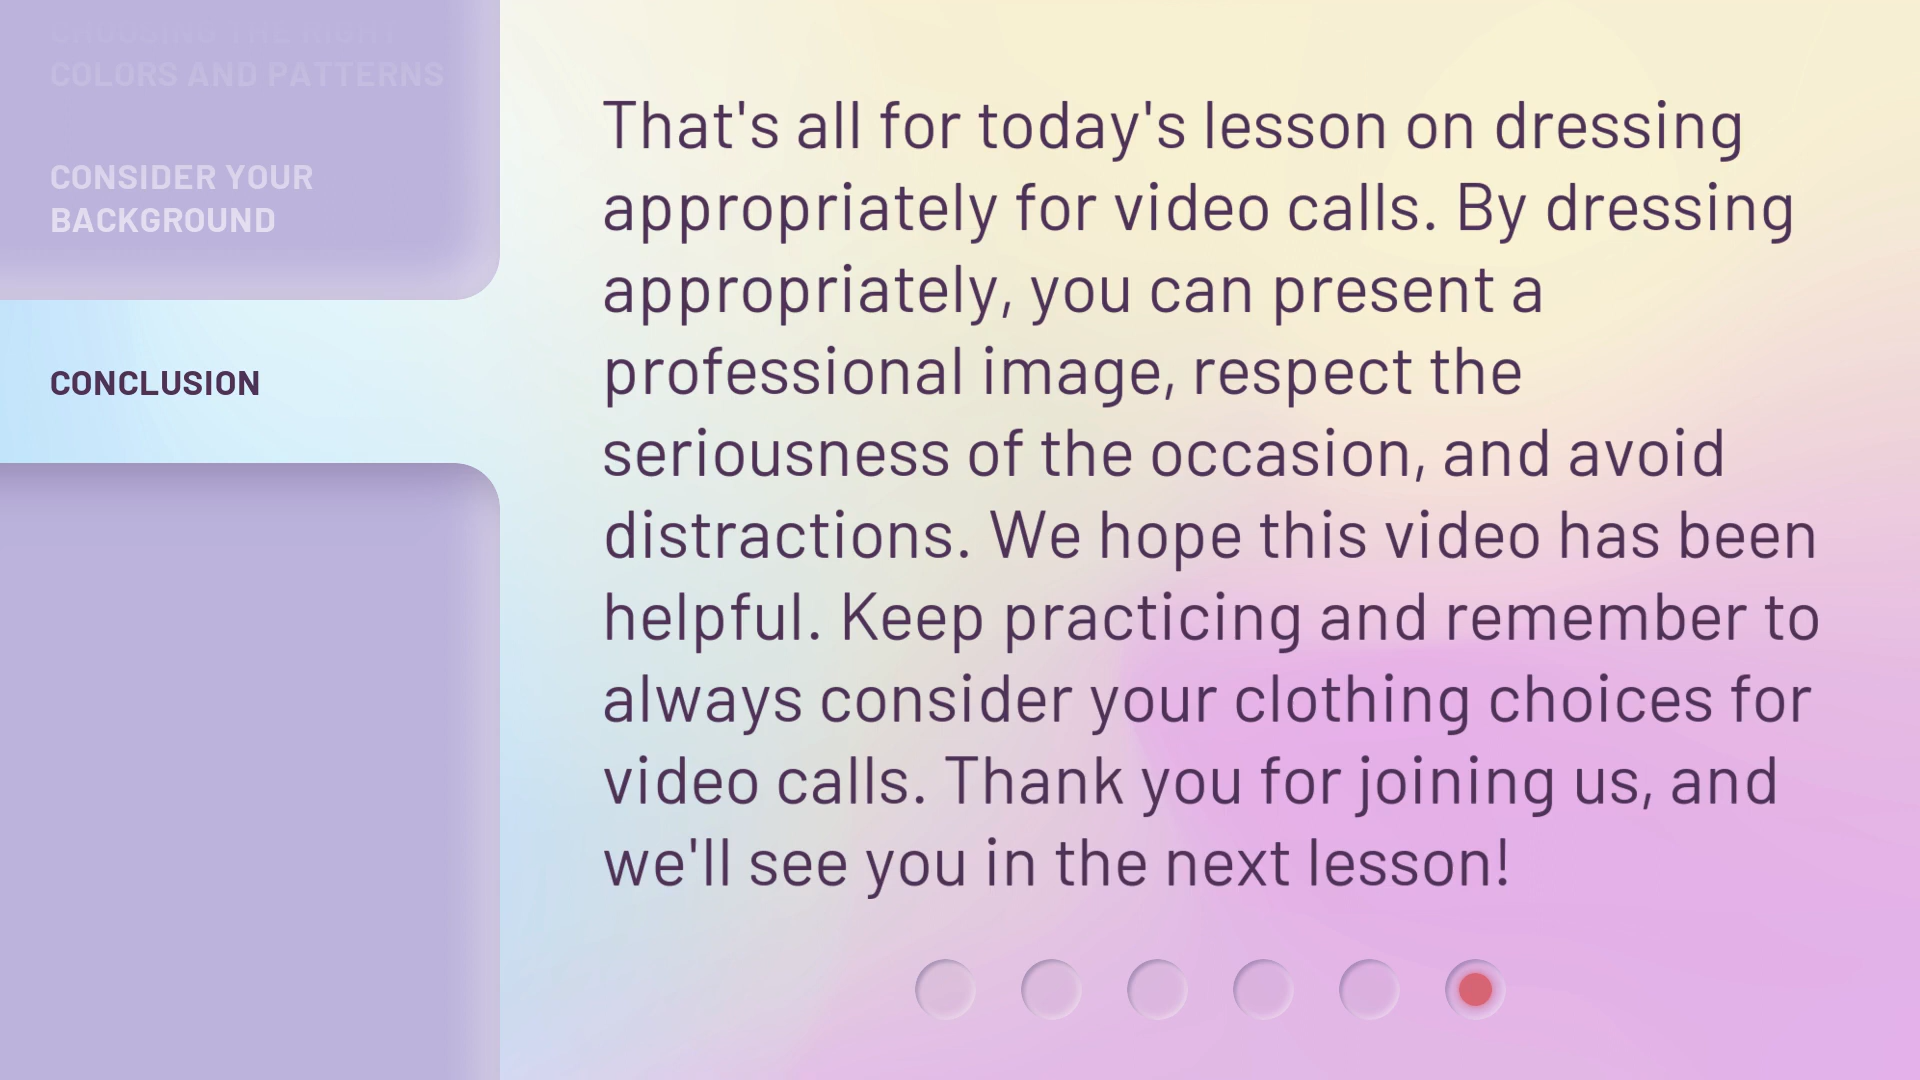 CHOOSING THE RIGHT
COLORS AND PATTERNS
CONSIDER YOUR
BACKGROUND
CONCLUSION
That's all for today's lesson on dressing
appropriately for video calls. By dressing
appropriately, you can present a
professional image, respect the
seriousness of the occasion, and avoid
distractions. We hope this video has been
helpful. Keep practicing and remember to
always consider your clothing choices for
video calls. Thank you for joining us, and
we'll see you in the next lesson!